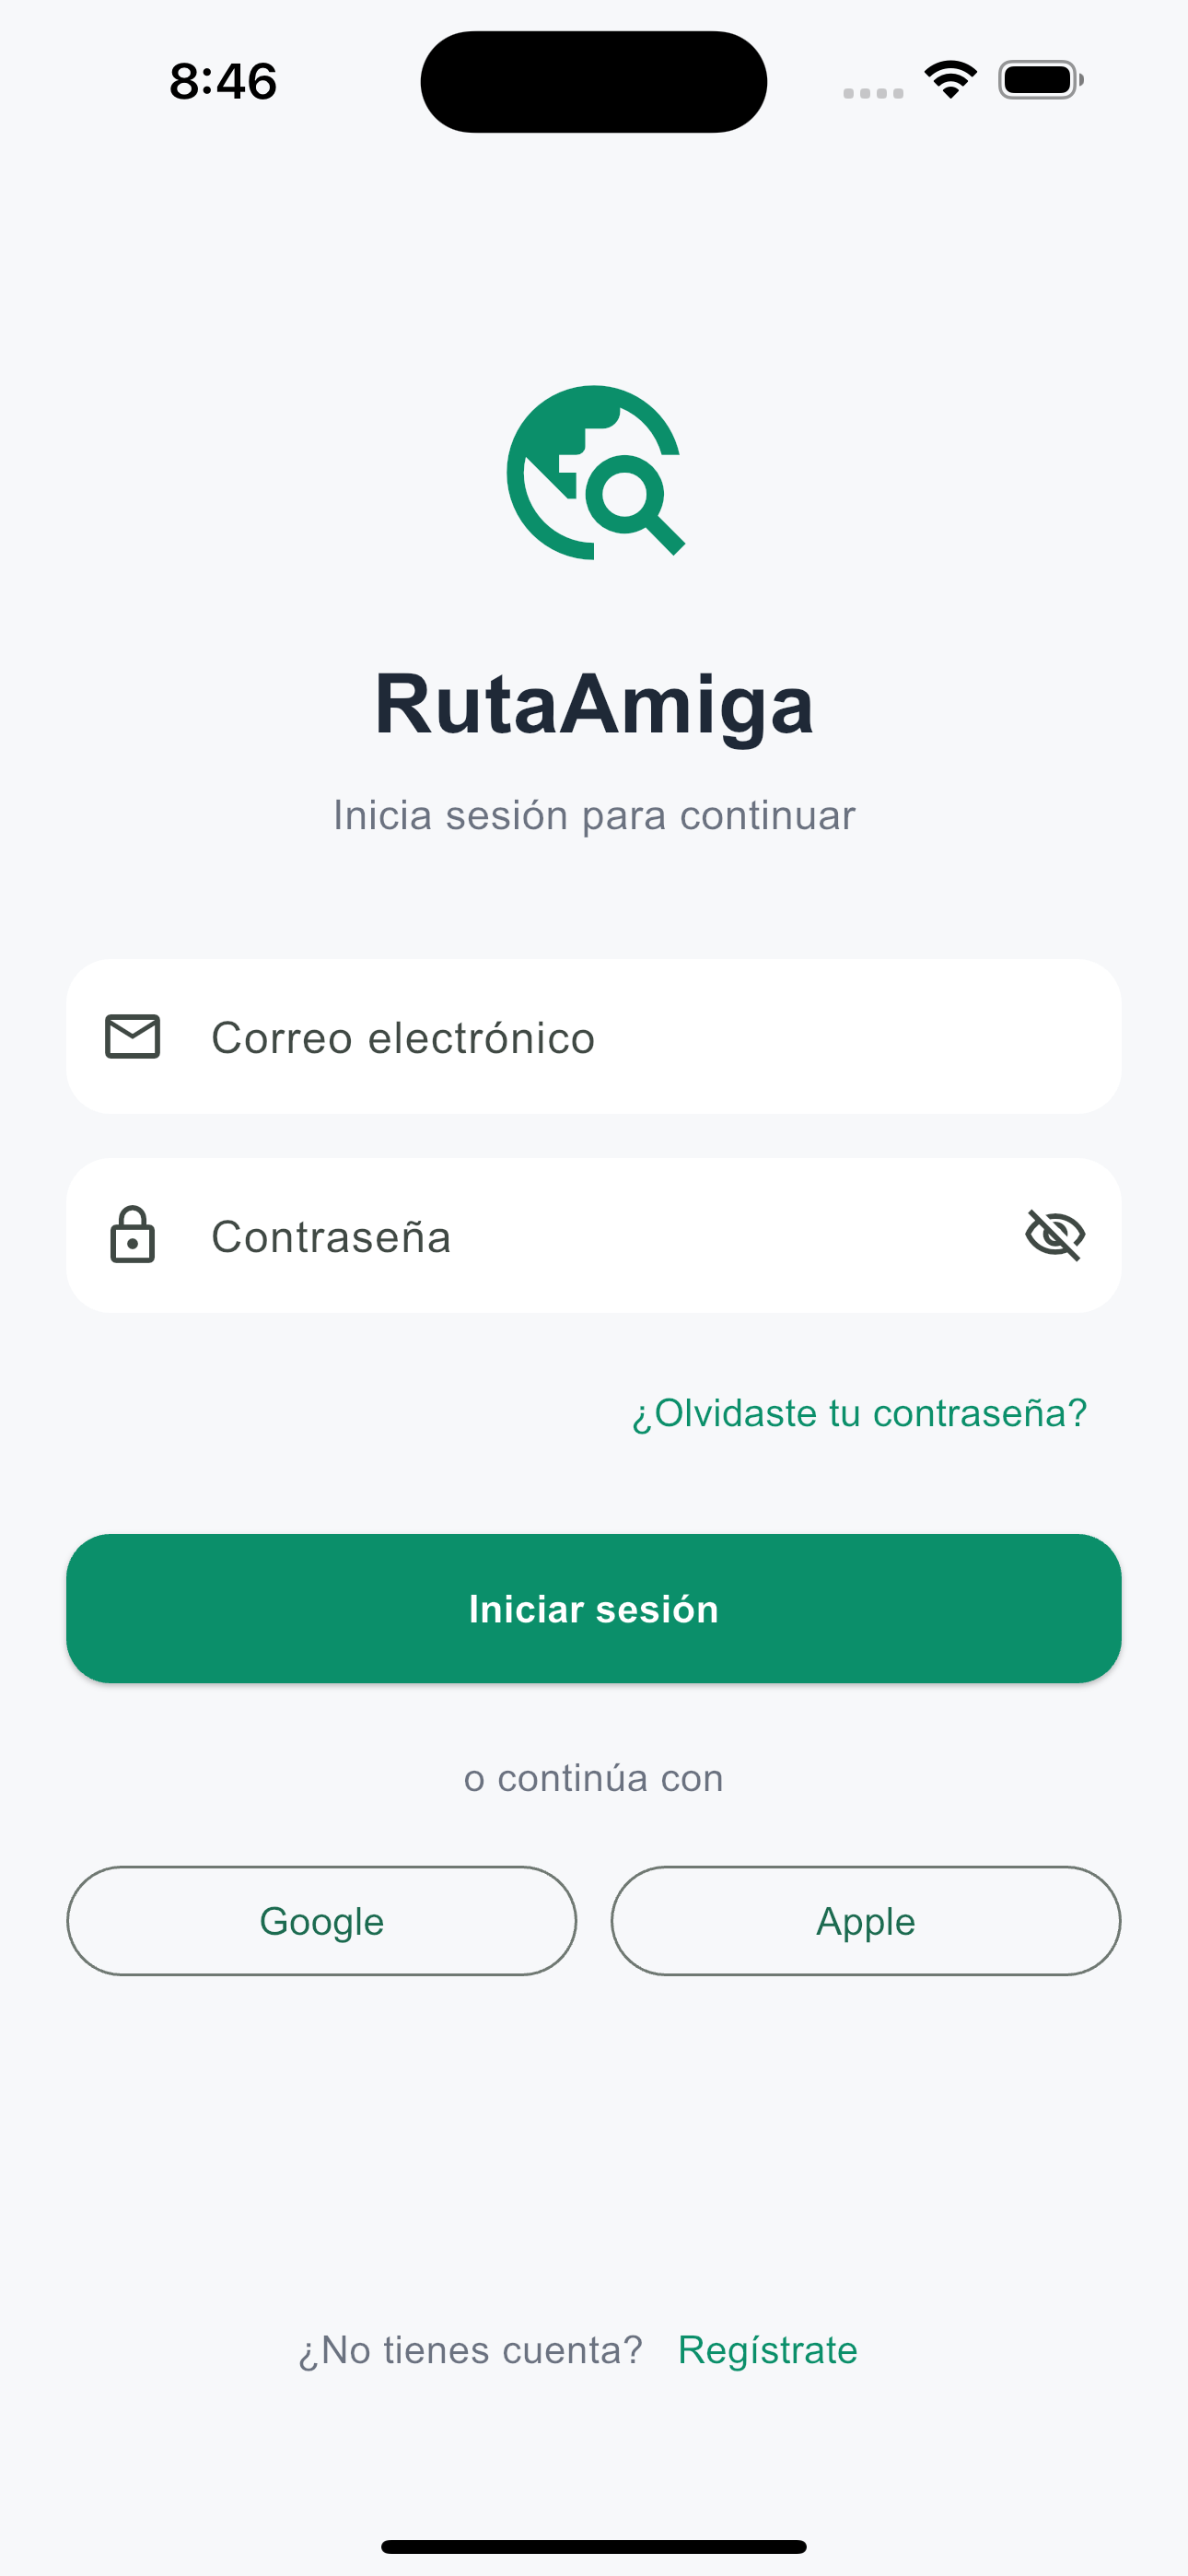 8:46
RutaAmiga
Inicia sesión para continuar
Correo electrónico
Contraseña
¿Olvidaste tu contraseña?
Iniciar sesión
o continúa con
Google Apple
¿No tienes cuenta? Regístrate